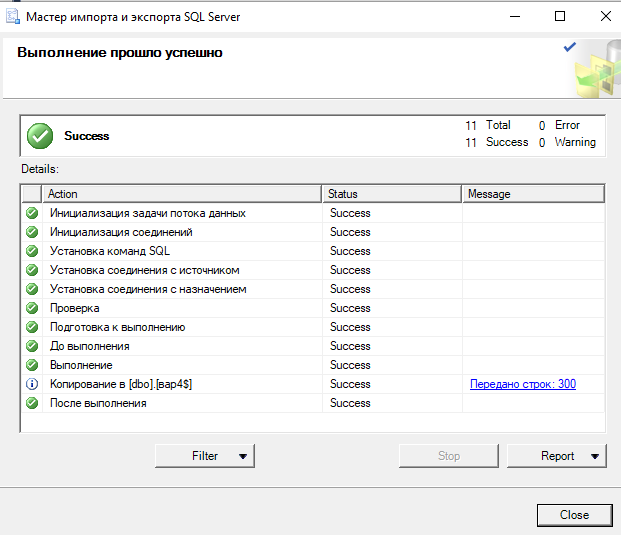 Мастер импорта и экспорта SQL Server
Выполнение прошло успешно
Success
11 Total 0 Error
11 Success 0 Warning
Details:
Action Status Message
Инициализация задачи потока данных Success
Инициализация соединений Success
Установка команд SQL Success
Установка соединения с источником Success
Установка соединения с назначением Success
Проверка Success
Подготовка к выполнению Success
До выполнения Success
Выполнение Success
Копирование в [dbo].[вар4$] Success Передано строк: 300
После выполнения Success
Filter Stop Report
Close